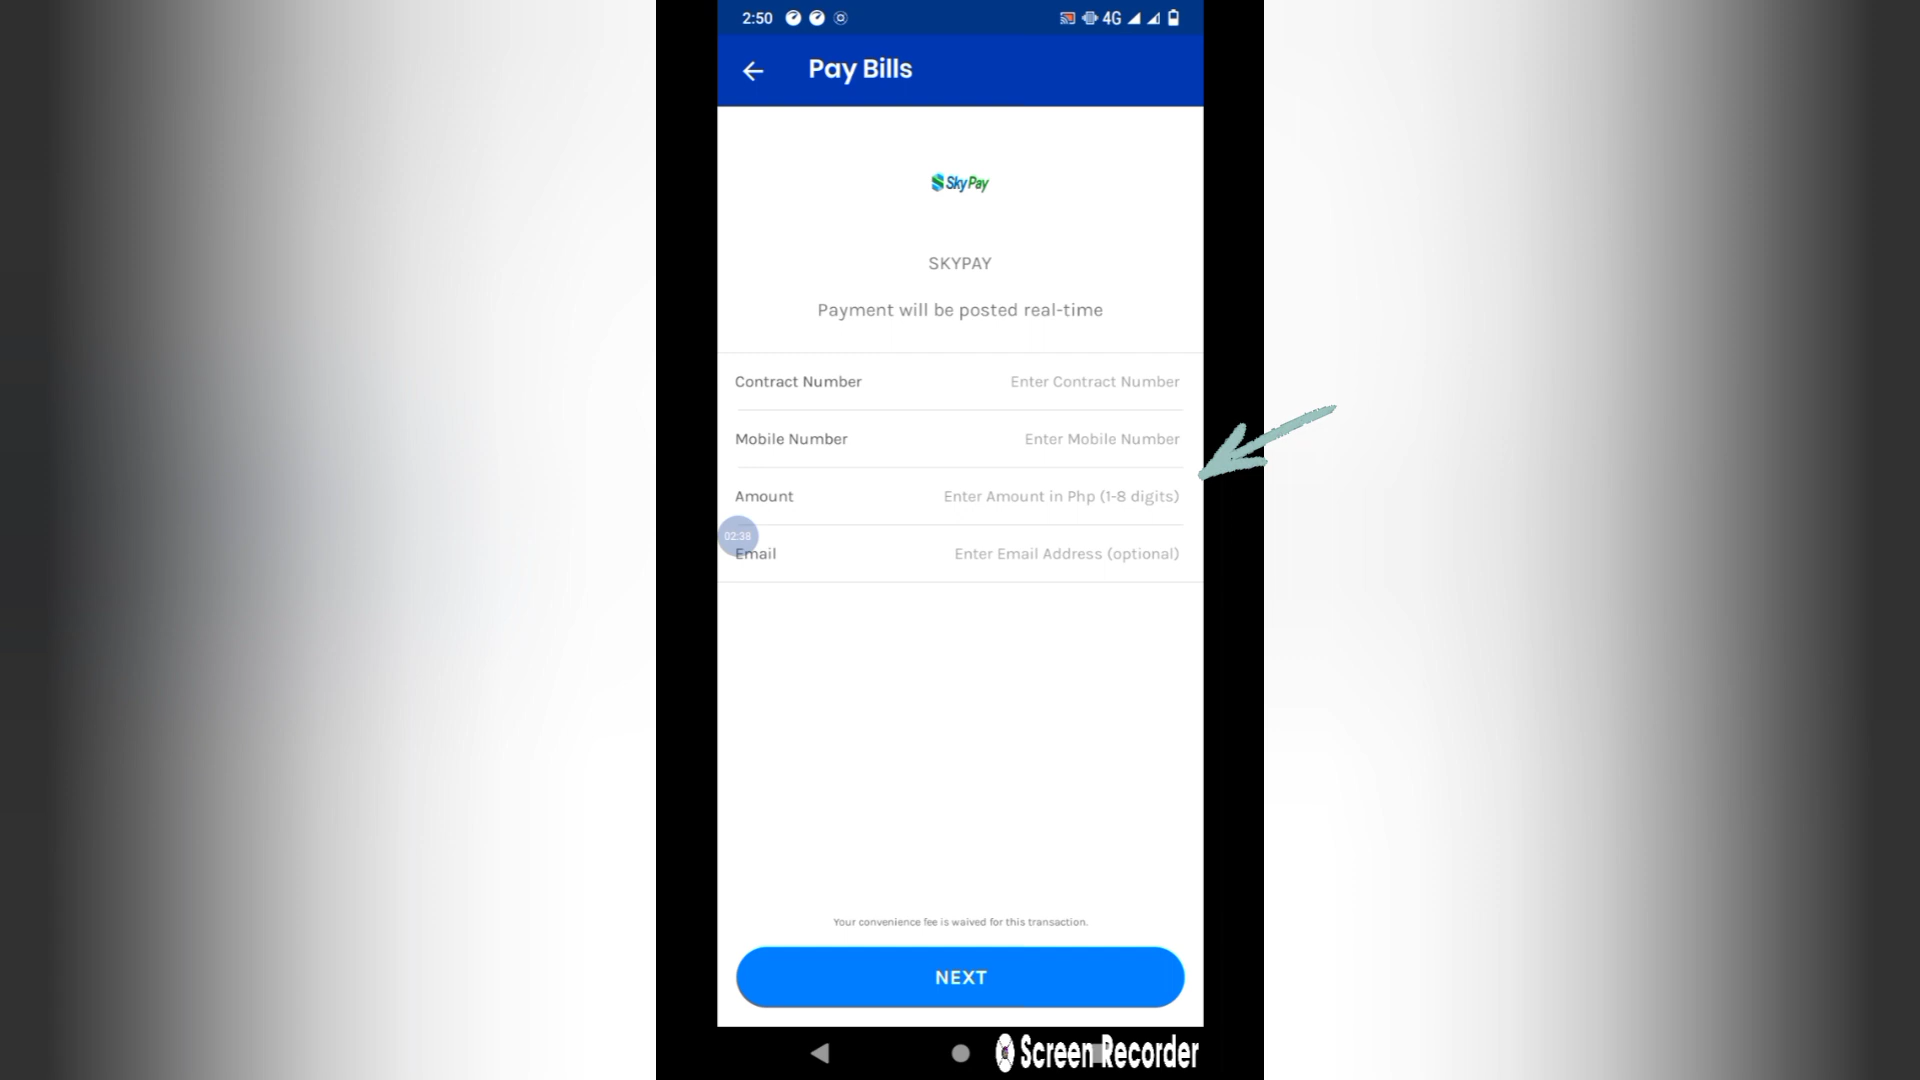 2:50
4G
Pay Bills
SkyPay
SKYPAY
Payment will be posted real-time
Contract Number Enter Contract Number
Mobile Number Enter Mobile Number
Amount Enter Amount in Php (1-8 digits)
02:38
Email Enter Email Address (optional)
Your convenience fee is waived for this transaction.
NEXT
Screen Recorder